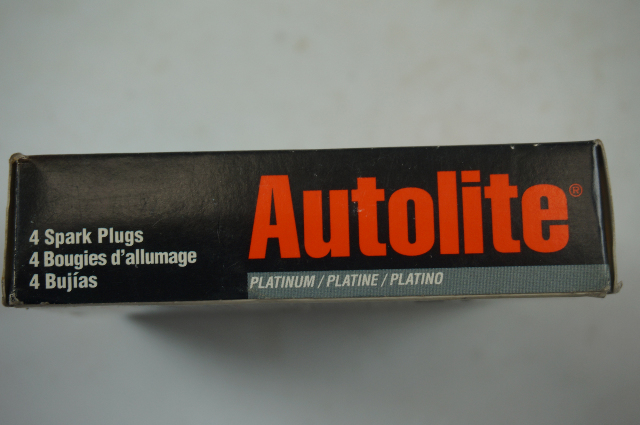 4 Spark Plugs
4 Bougies d'allumage
4 Bujías
Autolite®
PLATINUM / PLATINE / PLATINO